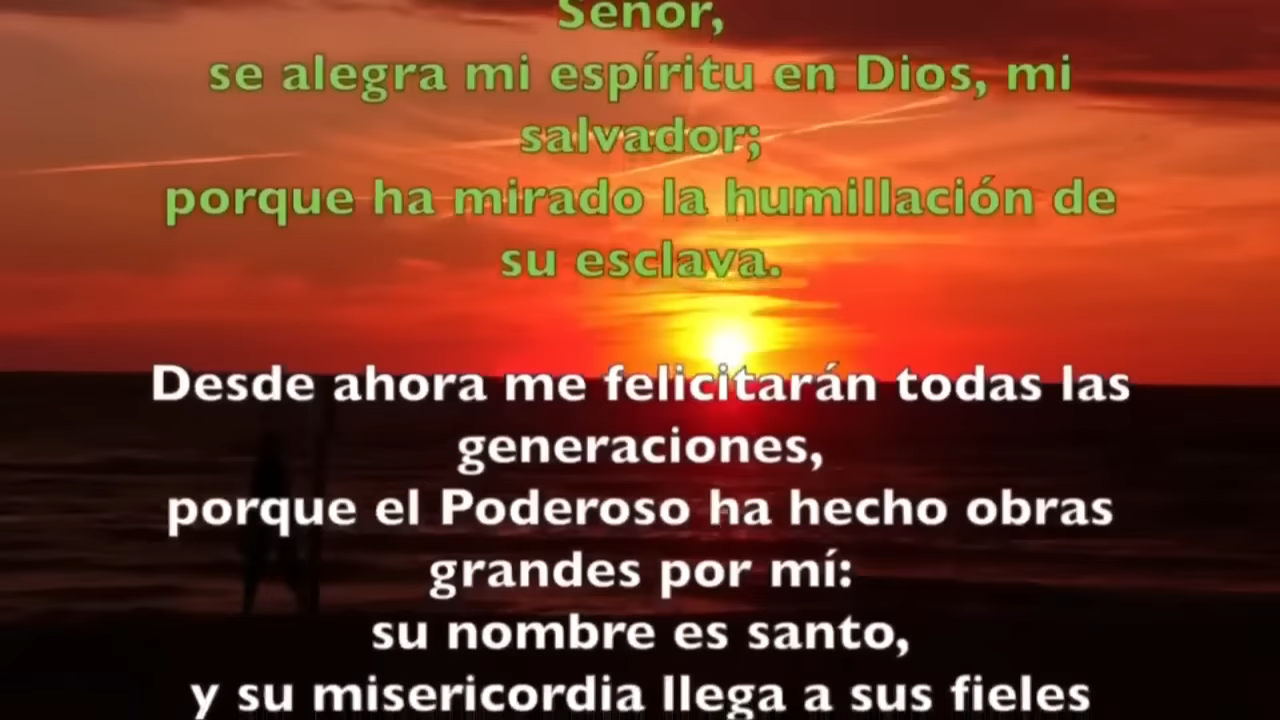 Señor,
se alegra mi espíritu en Dios, mi
salvador;
porque ha mirado la humillación de
su esclava.
Desde ahora me felicitarán todas las
generaciones,
porque el Poderoso ha hecho obras
grandes por mí:
su nombre es santo,
y su misericordia llega a sus fieles